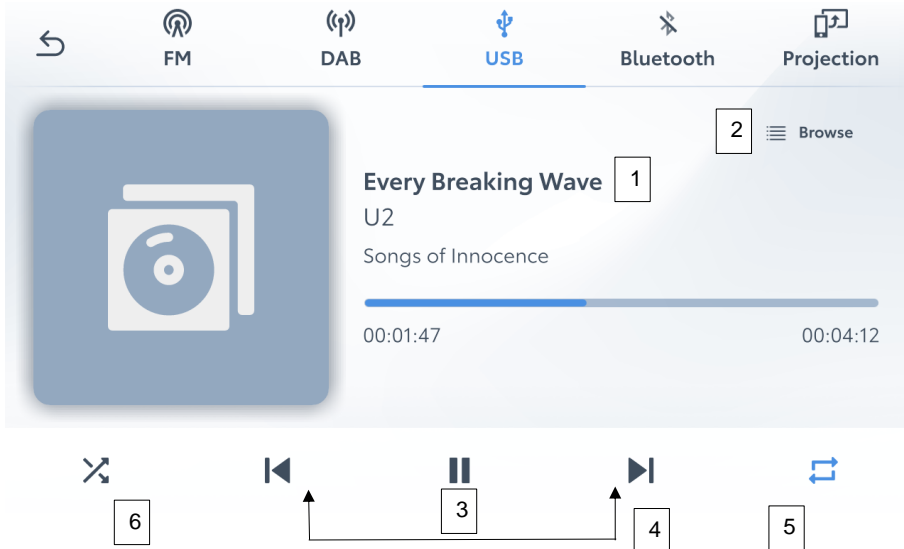 FM DAB USB Bluetooth Projection
2 Browse
Every Breaking Wave 1
U2
Songs of Innocence
00:01:47 00:04:12
6 3 4 5